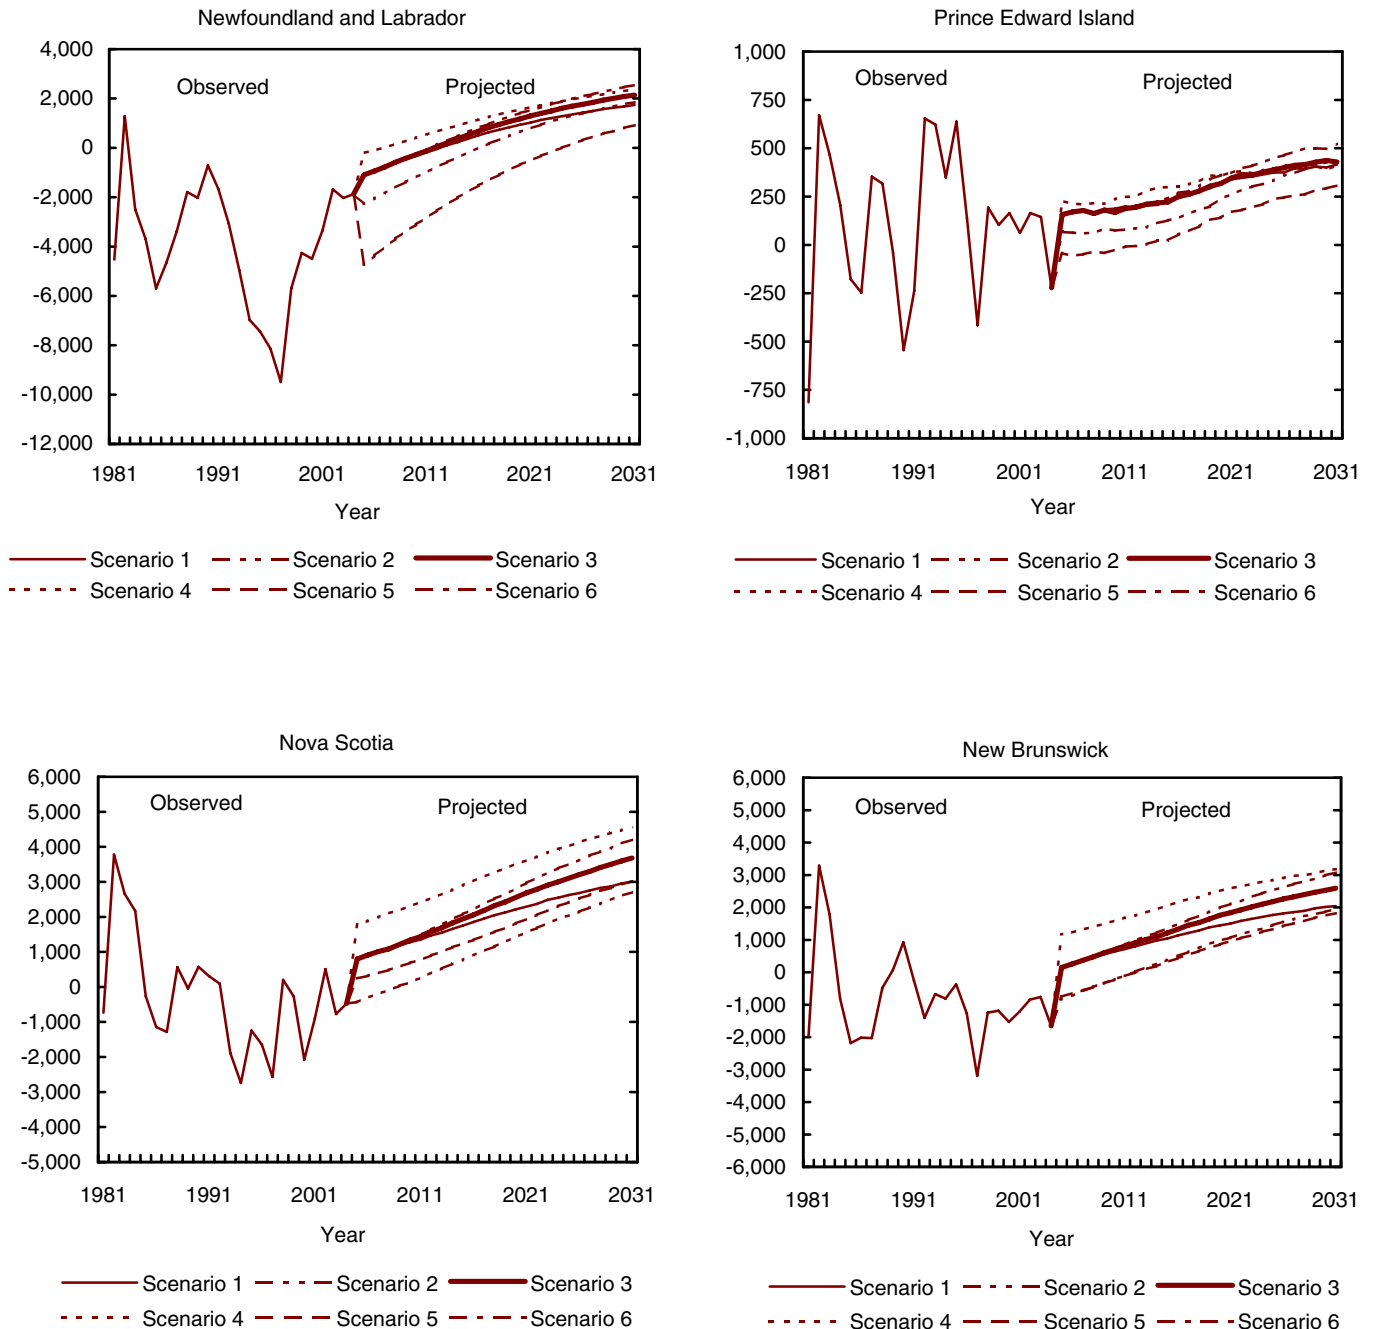 Newfoundland and Labrador
4,000
2,000
0
-2,000
-4,000
-6,000
-8,000
-10,000
-12,000
Observed
Projected
1981 1991 2001 2011 2021 2031
Year
Scenario 1 Scenario 2 Scenario 3
Scenario 4 Scenario 5 Scenario 6
Prince Edward Island
1,000
750
500
250
0
-250
-500
-750
-1,000
Observed
Projected
1981 1991 2001 2011 2021 2031
Year
Scenario 1 Scenario 2 Scenario 3
Scenario 4 Scenario 5 Scenario 6
Nova Scotia
6,000
5,000
4,000
3,000
2,000
1,000
0
-1,000
-2,000
-3,000
-4,000
-5,000
Observed
Projected
1981 1991 2001 2011 2021 2031
Year
Scenario 1 Scenario 2 Scenario 3
Scenario 4 Scenario 5 Scenario 6
New Brunswick
6,000
5,000
4,000
3,000
2,000
1,000
0
-1,000
-2,000
-3,000
-4,000
-5,000
-6,000
Observed
Projected
1981 1991 2001 2011 2021 2031
Year
Scenario 1 Scenario 2 Scenario 3
Scenario 4 Scenario 5 Scenario 6